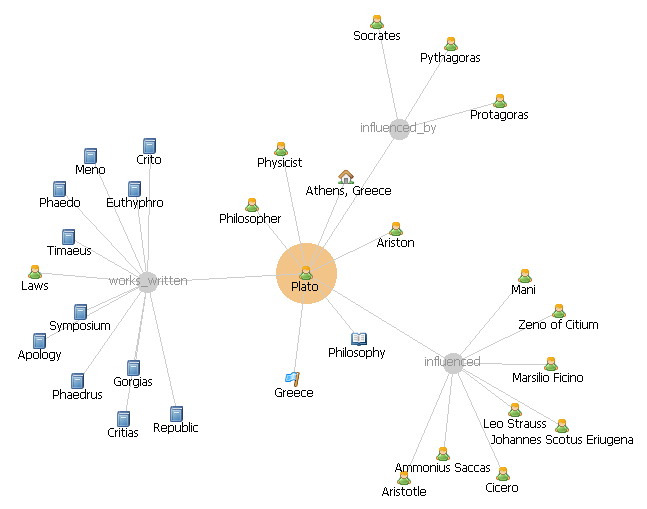 Socrates
Pythagoras
Protagoras
influenced_by
Crito
Meno
Physicist
Athens, Greece
Phaedo
Euthyphro
Philosopher
Ariston
Timaeus
Laws
works_written
Plato
Mani
Symposium
Zeno of Citium
Apology
Philosophy
influenced
Gorgias
Marsilio Ficino
Phaedrus
Greece
Critias
Republic
Leo Strauss
Johannes Scotus Eriugena
Ammonius Saccas
Aristotle
Cicero